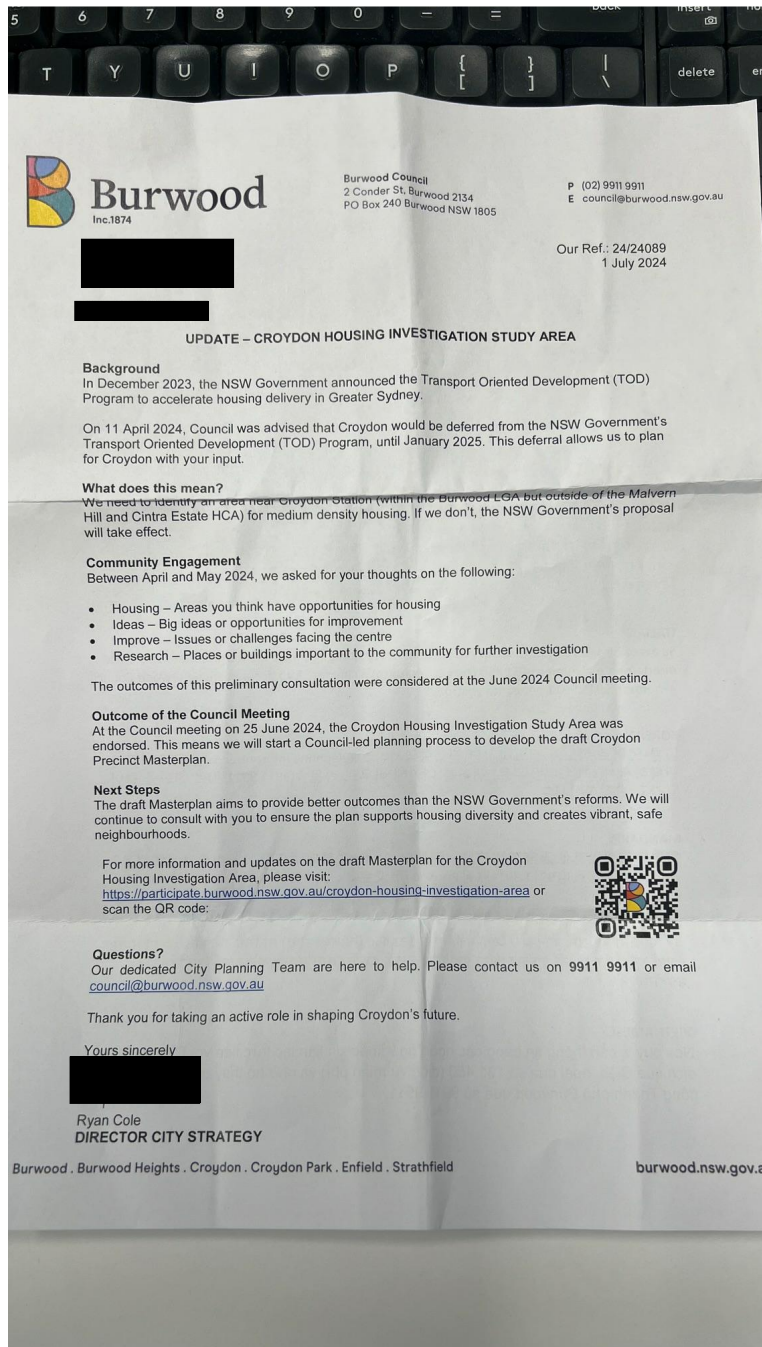 5 6 7 8 9 0 – = back insert
T Y U I O P { [ } ] | \ delete
Burwood
Inc.1874
Burwood Council
2 Conder St, Burwood 2134
PO Box 240 Burwood NSW 1805
P (02) 9911 9911
E council@burwood.nsw.gov.au
Our Ref.: 24/24089
1 July 2024
UPDATE – CROYDON HOUSING INVESTIGATION STUDY AREA
Background
In December 2023, the NSW Government announced the Transport Oriented Development (TOD)
Program to accelerate housing delivery in Greater Sydney.
On 11 April 2024, Council was advised that Croydon would be deferred from the NSW Government's
Transport Oriented Development (TOD) Program, until January 2025. This deferral allows us to plan
for Croydon with your input.
What does this mean?
We need to identify an area near Croydon Station (within the Burwood LGA but outside of the Malvern
Hill and Cintra Estate HCA) for medium density housing. If we don't, the NSW Government's proposal
will take effect.
Community Engagement
Between April and May 2024, we asked for your thoughts on the following:
• Housing – Areas you think have opportunities for housing
• Ideas – Big ideas or opportunities for improvement
• Improve – Issues or challenges facing the centre
• Research – Places or buildings important to the community for further investigation
The outcomes of this preliminary consultation were considered at the June 2024 Council meeting.
Outcome of the Council Meeting
At the Council meeting on 25 June 2024, the Croydon Housing Investigation Study Area was
endorsed. This means we will start a Council-led planning process to develop the draft Croydon
Precinct Masterplan.
Next Steps
The draft Masterplan aims to provide better outcomes than the NSW Government's reforms. We will
continue to consult with you to ensure the plan supports housing diversity and creates vibrant, safe
neighbourhoods.
For more information and updates on the draft Masterplan for the Croydon
Housing Investigation Area, please visit:
https://participate.burwood.nsw.gov.au/croydon-housing-investigation-area or
scan the QR code:
Questions?
Our dedicated City Planning Team are here to help. Please contact us on 9911 9911 or email
council@burwood.nsw.gov.au
Thank you for taking an active role in shaping Croydon's future.
Yours sincerely
Ryan Cole
DIRECTOR CITY STRATEGY
Burwood . Burwood Heights . Croydon . Croydon Park . Enfield . Strathfield
burwood.nsw.gov.a